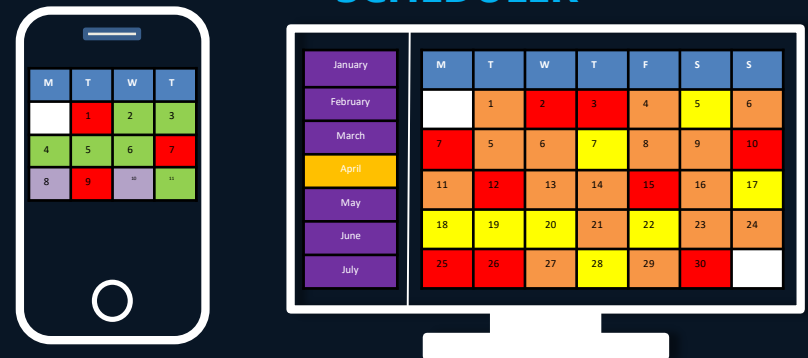 SCHEDULER
M T W T
1 2 3
4 5 6 7
8 9 10 11
January
February
March
April
May
June
July
M T W T F S S
1 2 3 4 5 6
7 5 6 7 8 9 10
11 12 13 14 15 16 17
18 19 20 21 22 23 24
25 26 27 28 29 30